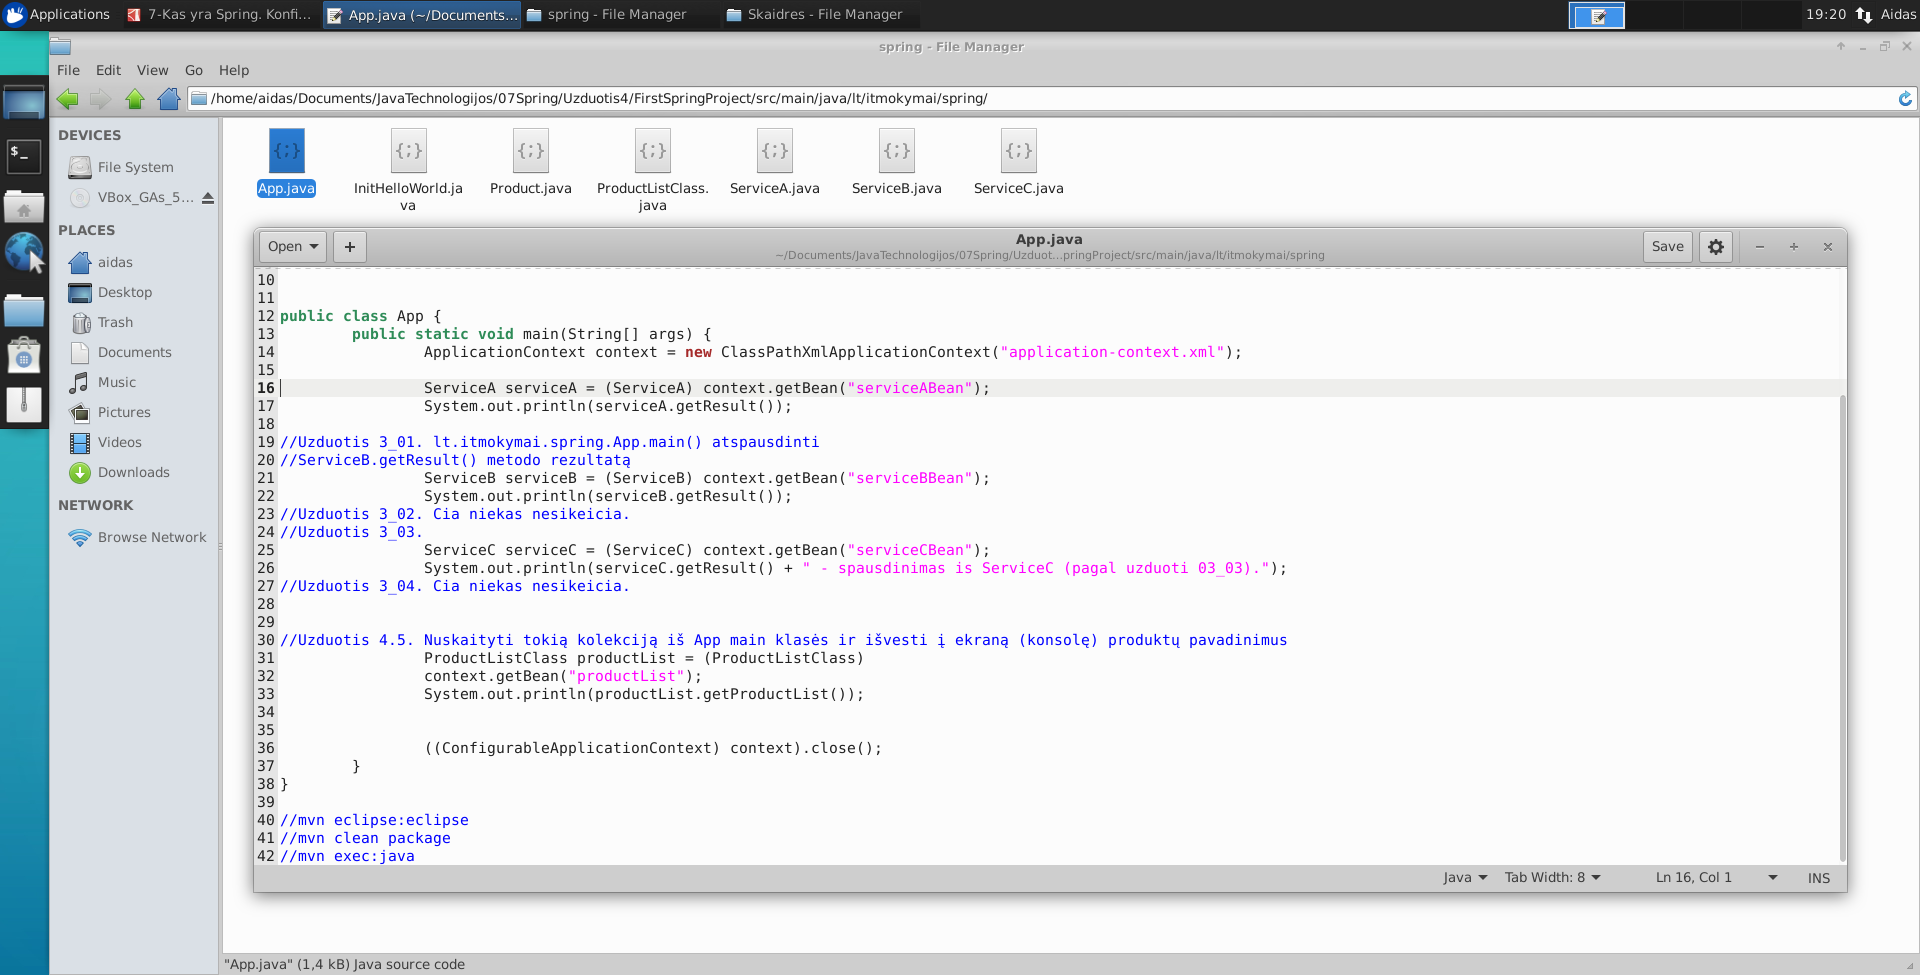 Applications
7-Kas yra Spring. Konfi...
App.java (~/Documents...
spring - File Manager
Skaidres - File Manager
19:20
Aidas
spring - File Manager
File Edit View Go Help
/home/aidas/Documents/JavaTechnologijos/07Spring/Uzduotis4/FirstSpringProject/src/main/java/lt/itmokymai/spring/
DEVICES
File System
VBox_GAs_5...
PLACES
aidas
Desktop
Trash
Documents
Music
Pictures
Videos
Downloads
NETWORK
Browse Network
App.java
InitHelloWorld.ja
va
Product.java
ProductListClass.
java
ServiceA.java
ServiceB.java
ServiceC.java
Open
+
App.java
~/Documents/JavaTechnologijos/07Spring/Uzduot...pringProject/src/main/java/lt/itmokymai/spring
Save
10
11
12 public class App {
13         public static void main(String[] args) {
14                 ApplicationContext context = new ClassPathXmlApplicationContext("application-context.xml");
15
16                 ServiceA serviceA = (ServiceA) context.getBean("serviceABean");
17                 System.out.println(serviceA.getResult());
18
19 //Uzduotis 3_01. lt.itmokymai.spring.App.main() atspausdinti
20 //ServiceB.getResult() metodo rezultatą
21                 ServiceB serviceB = (ServiceB) context.getBean("serviceBBean");
22                 System.out.println(serviceB.getResult());
23 //Uzduotis 3_02. Cia niekas nesikeicia.
24 //Uzduotis 3_03.
25                 ServiceC serviceC = (ServiceC) context.getBean("serviceCBean");
26                 System.out.println(serviceC.getResult() + " - spausdinimas is ServiceC (pagal uzduoti 03_03).");
27 //Uzduotis 3_04. Cia niekas nesikeicia.
28
29
30 //Uzduotis 4.5. Nuskaityti tokią kolekciją iš App main klasės ir išvesti į ekraną (konsolę) produktų pavadinimus
31                 ProductListClass productList = (ProductListClass)
32                 context.getBean("productList");
33                 System.out.println(productList.getProductList());
34
35
36                 ((ConfigurableApplicationContext) context).close();
37         }
38 }
39
40 //mvn eclipse:eclipse
41 //mvn clean package
42 //mvn exec:java
Java
Tab Width: 8
Ln 16, Col 1
INS
"App.java" (1,4 kB) Java source code